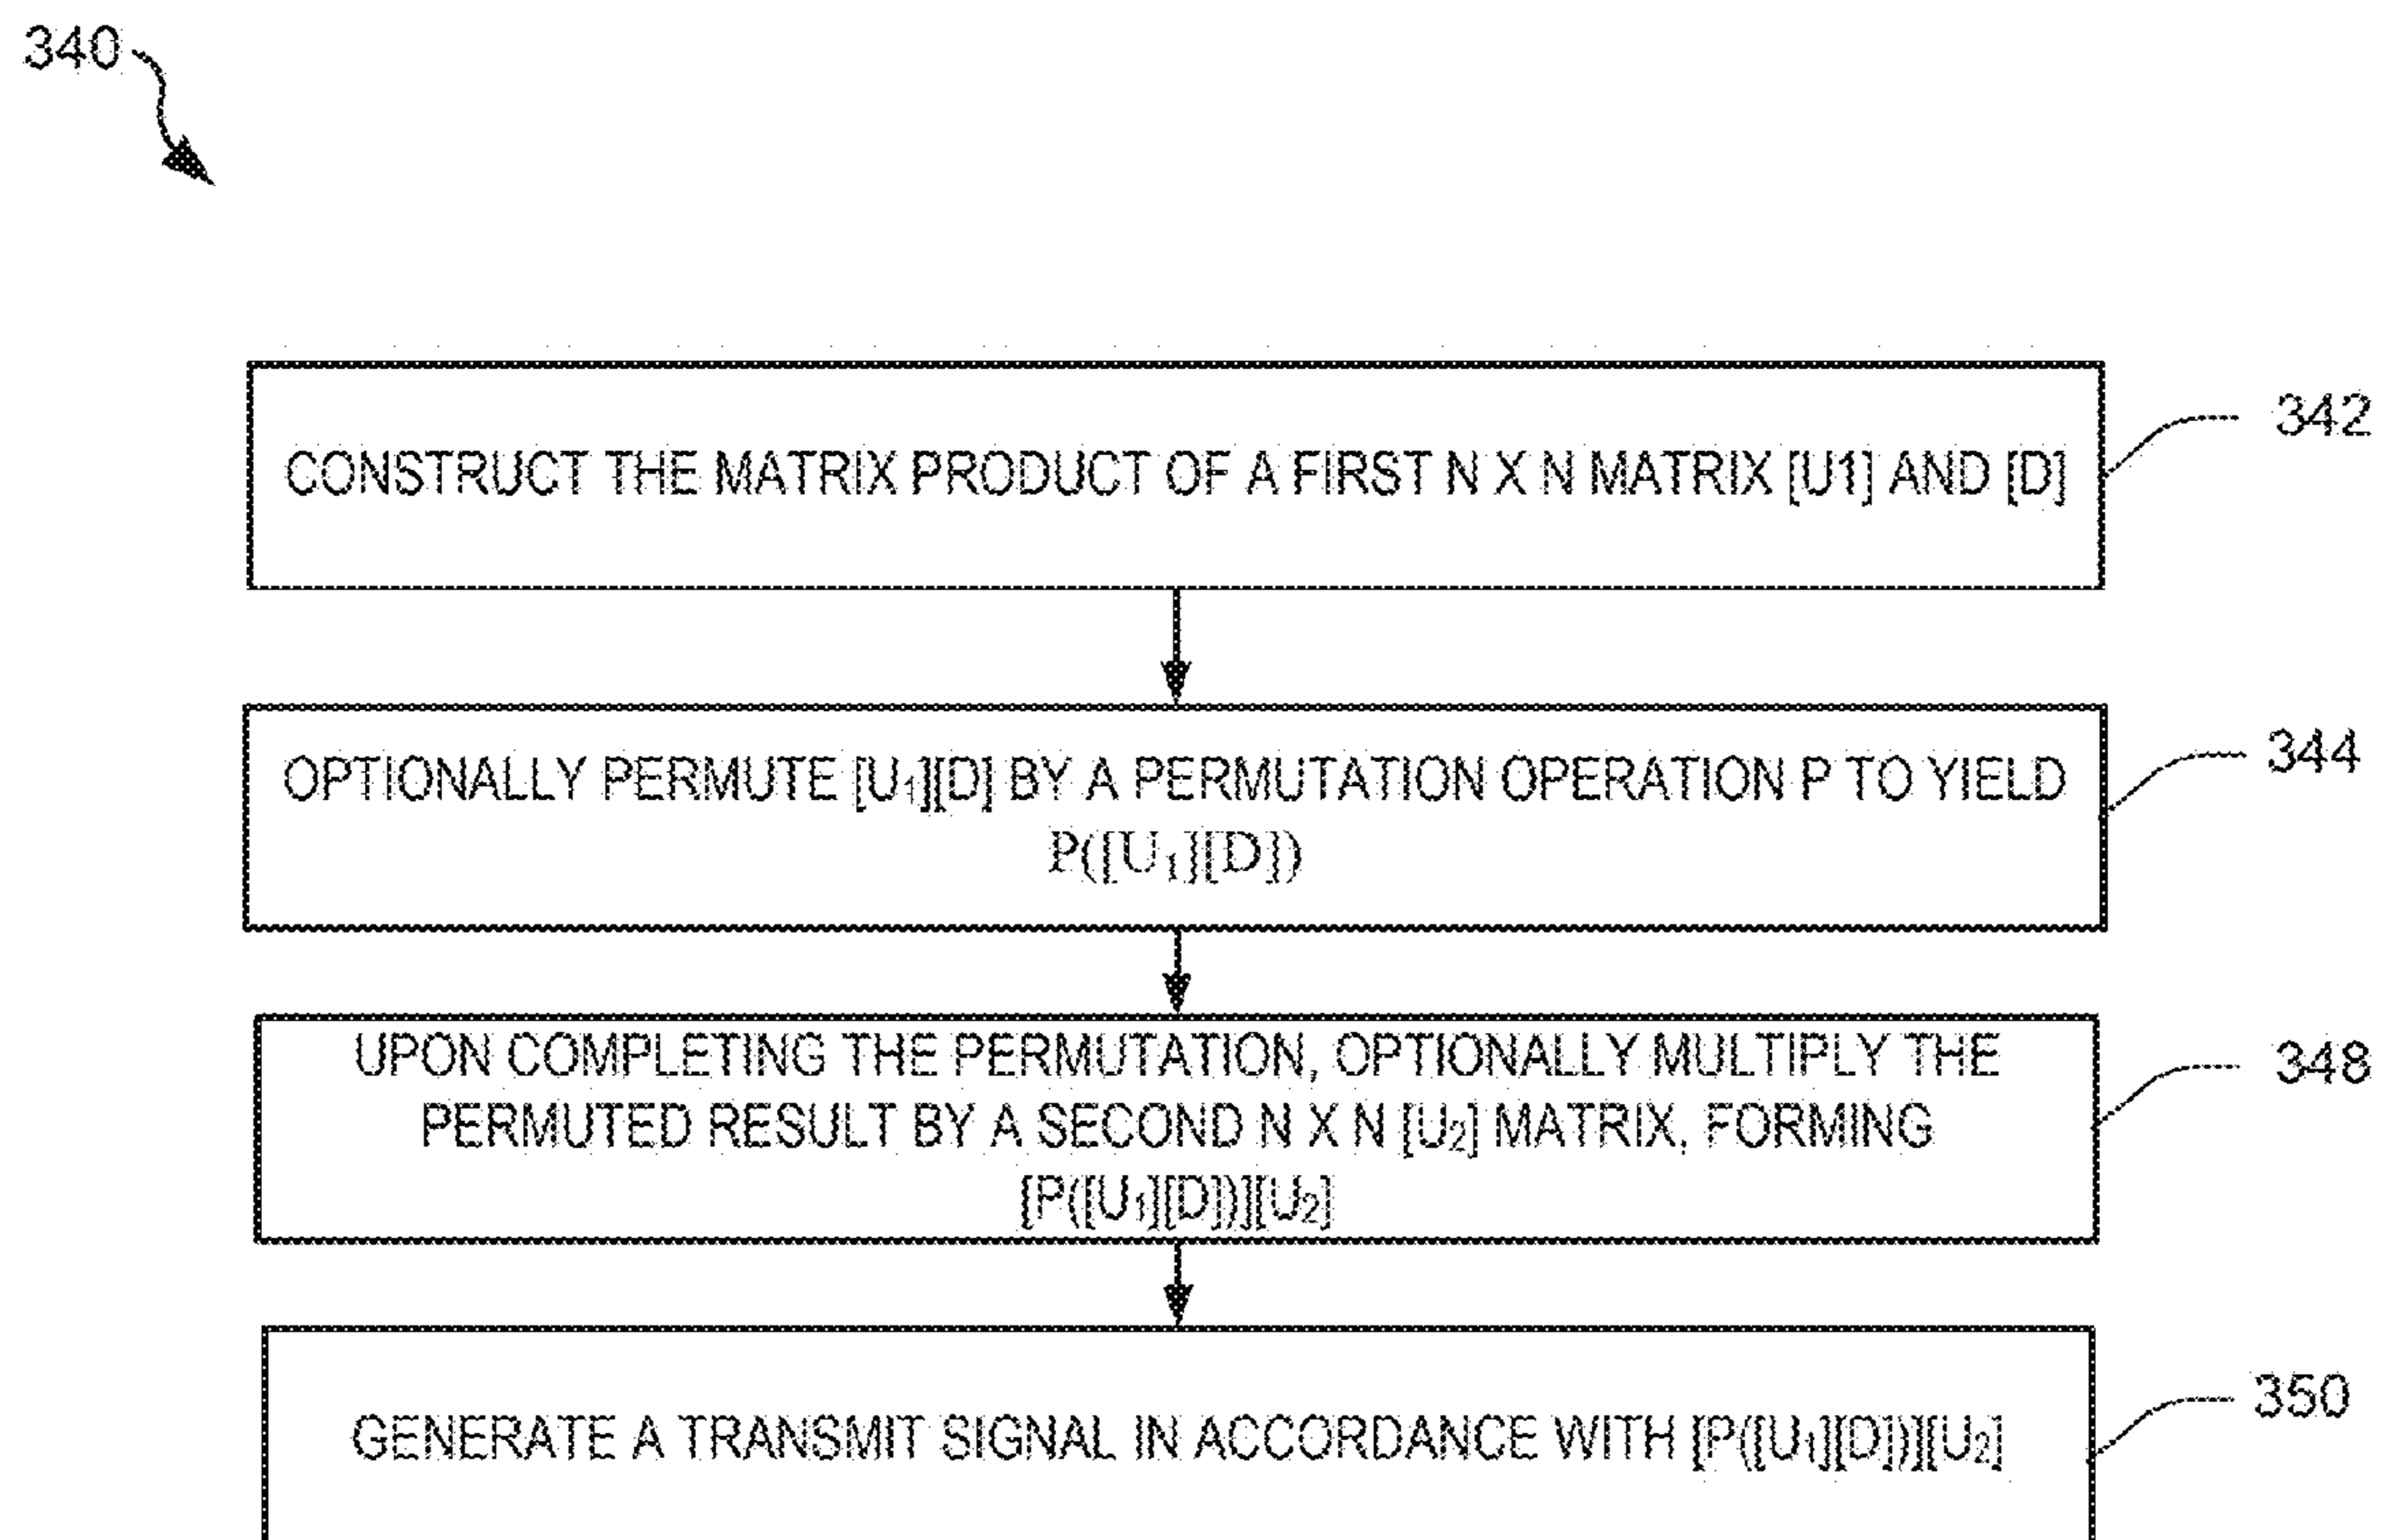 340
CONSTRUCT THE MATRIX PRODUCT OF A FIRST N X N MATRIX [U1] AND [D]
342
OPTIONALLY PERMUTE [U₁][D] BY A PERMUTATION OPERATION P TO YIELD
P([U₁][D])
344
UPON COMPLETING THE PERMUTATION, OPTIONALLY MULTIPLY THE
PERMUTED RESULT BY A SECOND N X N [U₂] MATRIX, FORMING
[P([U₁][D])][U₂]
348
GENERATE A TRANSMIT SIGNAL IN ACCORDANCE WITH [P([U₁][D])][U₂]
350